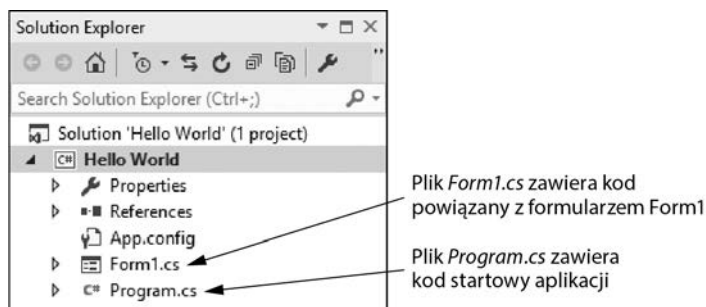 Solution Explorer
Search Solution Explorer (Ctrl+;)
Solution 'Hello World' (1 project)
C# Hello World
Properties
References
App.config
Form1.cs
C# Program.cs
Plik Form1.cs zawiera kod
powiązany z formularzem Form1
Plik Program.cs zawiera
kod startowy aplikacji